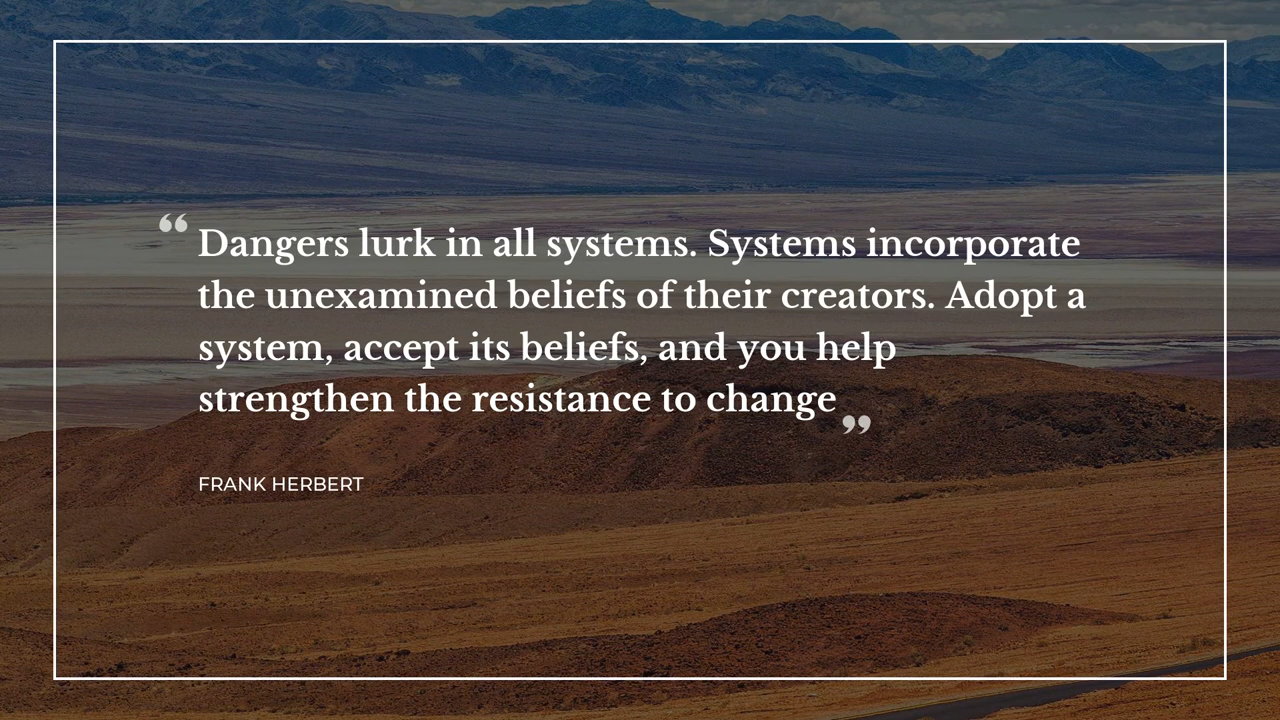 “Dangers lurk in all systems. Systems incorporate
the unexamined beliefs of their creators. Adopt a
system, accept its beliefs, and you help
strengthen the resistance to change”
FRANK HERBERT